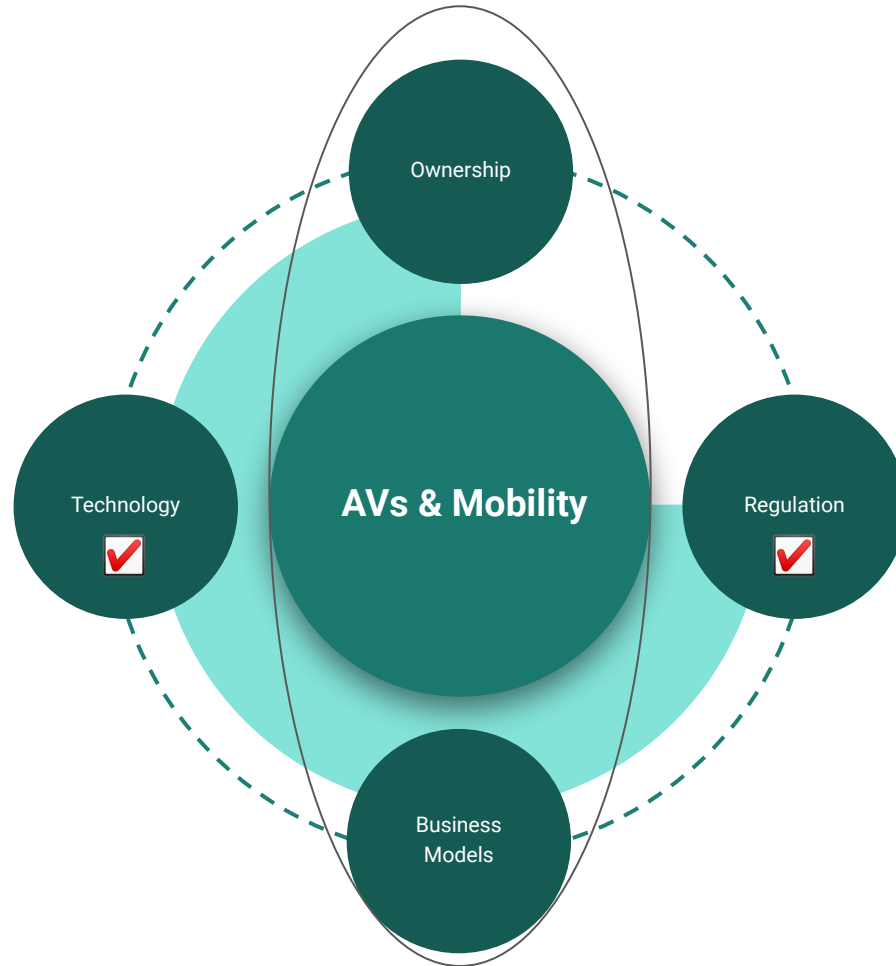 Ownership
Technology
AVs & Mobility
Regulation
Business
Models